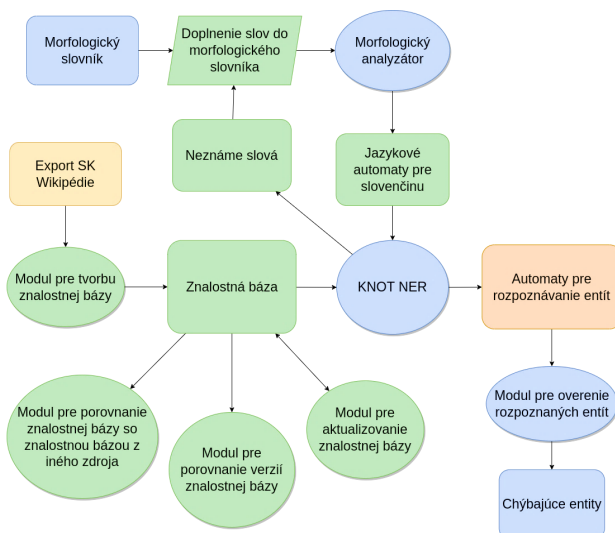 Morfologický
slovník
Doplnenie slov do
morfologického
slovníka
Morfologický
analyzátor
Neznáme slová
Jazykové
automaty pre
slovenčinu
Export SK
Wikipédie
Modul pre tvorbu
znalostnej bázy
Znalostná báza
KNOT NER
Automaty pre
rozpoznávanie entít
Modul pre porovnanie
znalostnej bázy so
znalostnou bázou z
iného zdroja
Modul pre
porovnanie verzií
znalostnej bázy
Modul pre
aktualizovanie
znalostnej bázy
Modul pre overenie
rozpoznaných entít
Chýbajúce entity